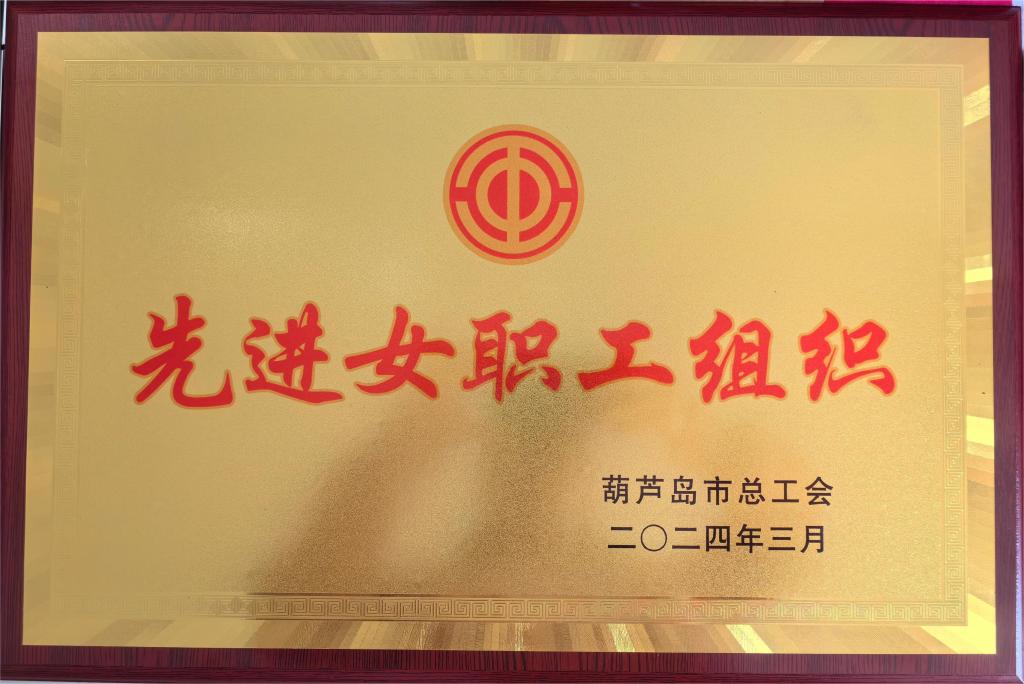 先进女职工组织
葫芦岛市总工会
二〇二四年三月